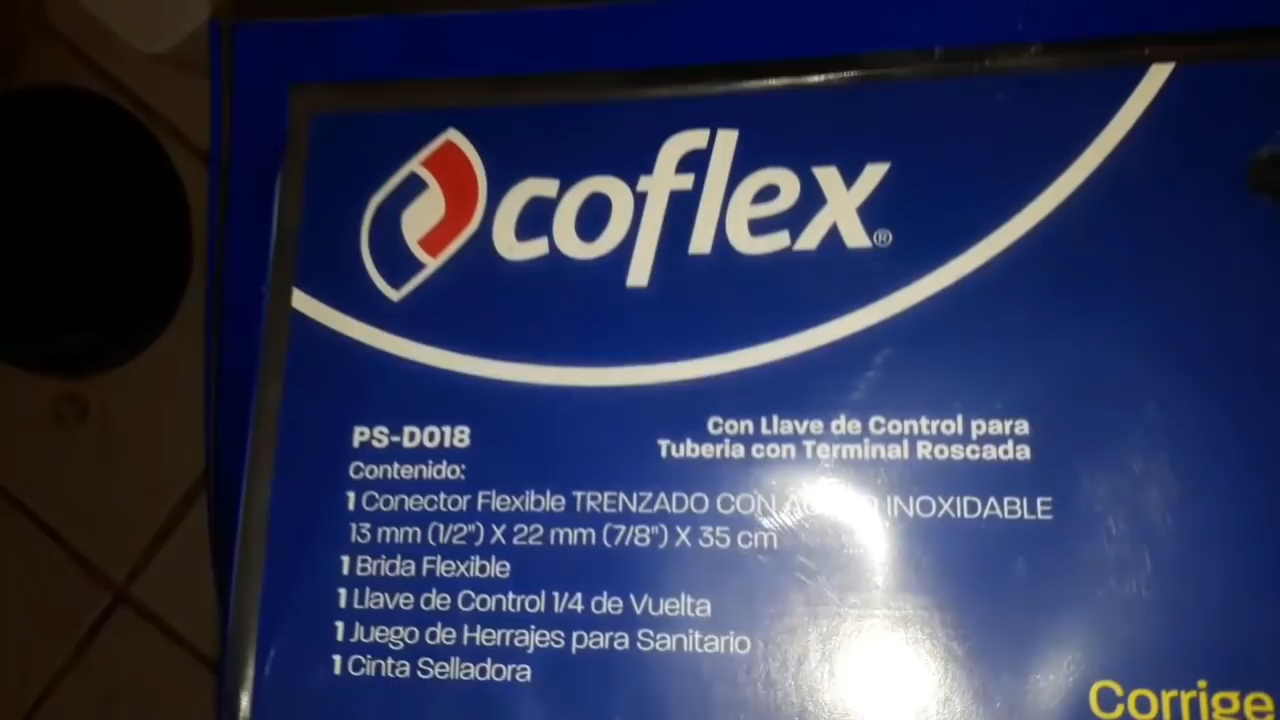 coflex®
PS-D018
Con Llave de Control para
Tuberia con Terminal Roscada
Contenido:
1 Conector Flexible TRENZADO CON INOXIDABLE
13 mm (1/2") X 22 mm (7/8") X 35 cm
1 Brida Flexible
1 Llave de Control 1/4 de Vuelta
1 Juego de Herrajes para Sanitario
1 Cinta Selladora
Corrige